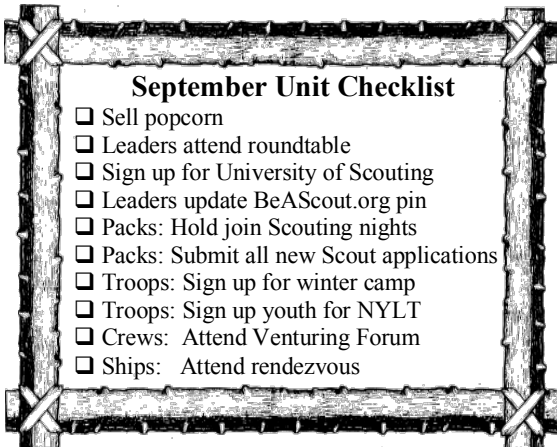 September Unit Checklist
❑ Sell popcorn
❑ Leaders attend roundtable
❑ Sign up for University of Scouting
❑ Leaders update BeAScout.org pin
❑ Packs: Hold join Scouting nights
❑ Packs: Submit all new Scout applications
❑ Troops: Sign up for winter camp
❑ Troops: Sign up youth for NYLT
❑ Crews: Attend Venturing Forum
❑ Ships: Attend rendezvous